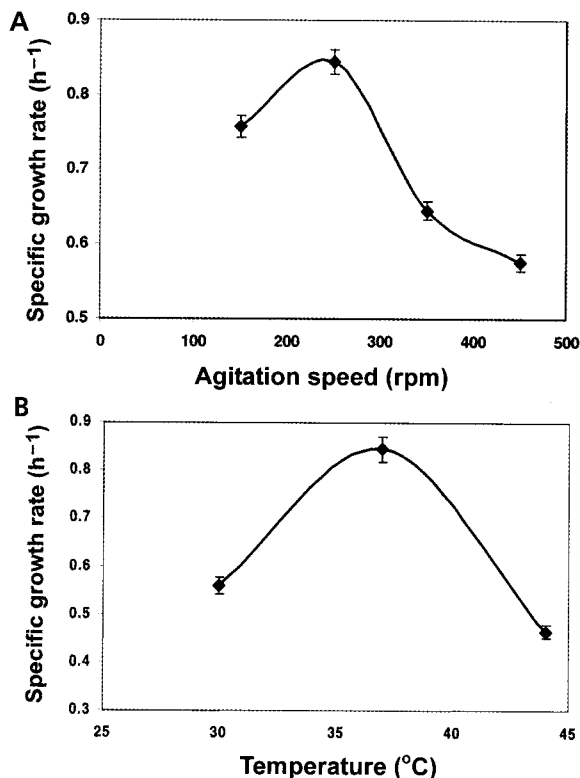 A
Specific growth rate (h⁻¹)
0.9
0.8
0.7
0.6
0.5
0 100 200 300 400 500
Agitation speed (rpm)
B
Specific growth rate (h⁻¹)
0.9
0.8
0.7
0.6
0.5
0.4
0.3
25 30 35 40 45
Temperature (°C)